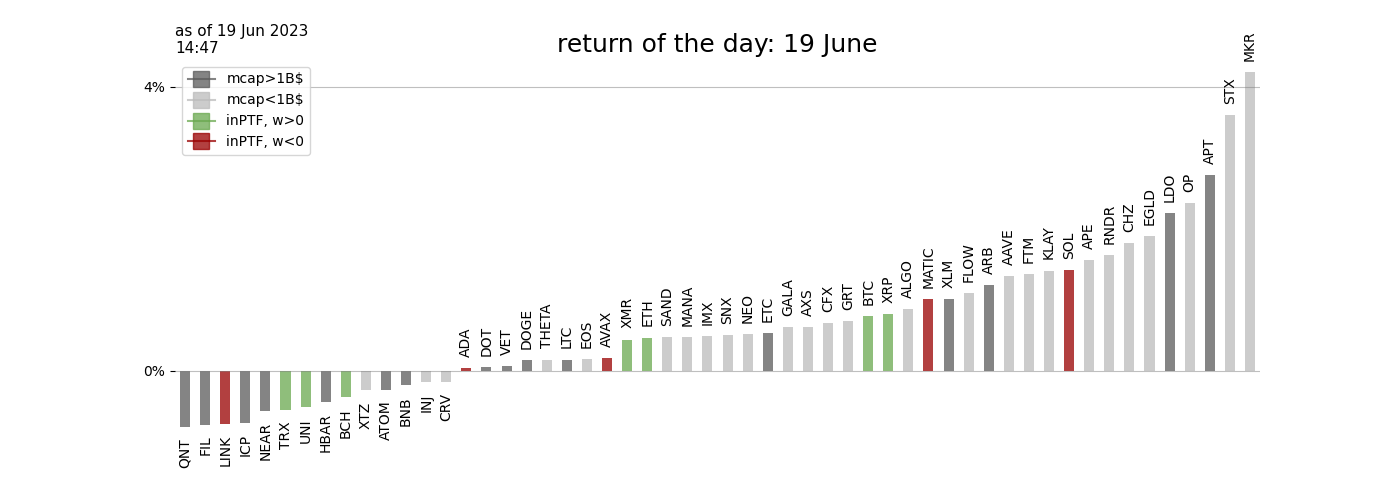 as of 19 Jun 2023
14:47
return of the day: 19 June
mcap>1B$
mcap<1B$
inPTF, w>0
inPTF, w<0
4%
0%
QNT
FIL
LINK
ICP
NEAR
TRX
UNI
HBAR
BCH
XTZ
ATOM
BNB
INJ
CRV
ADA
DOT
VET
DOGE
THETA
LTC
EOS
AVAX
XMR
ETH
SAND
MANA
IMX
SNX
NEO
ETC
GALA
AXS
CFX
GRT
BTC
XRP
ALGO
MATIC
XLM
FLOW
ARB
AAVE
FTM
KLAY
SOL
APE
RNDR
CHZ
EGLD
LDO
OP
APT
STX
MKR